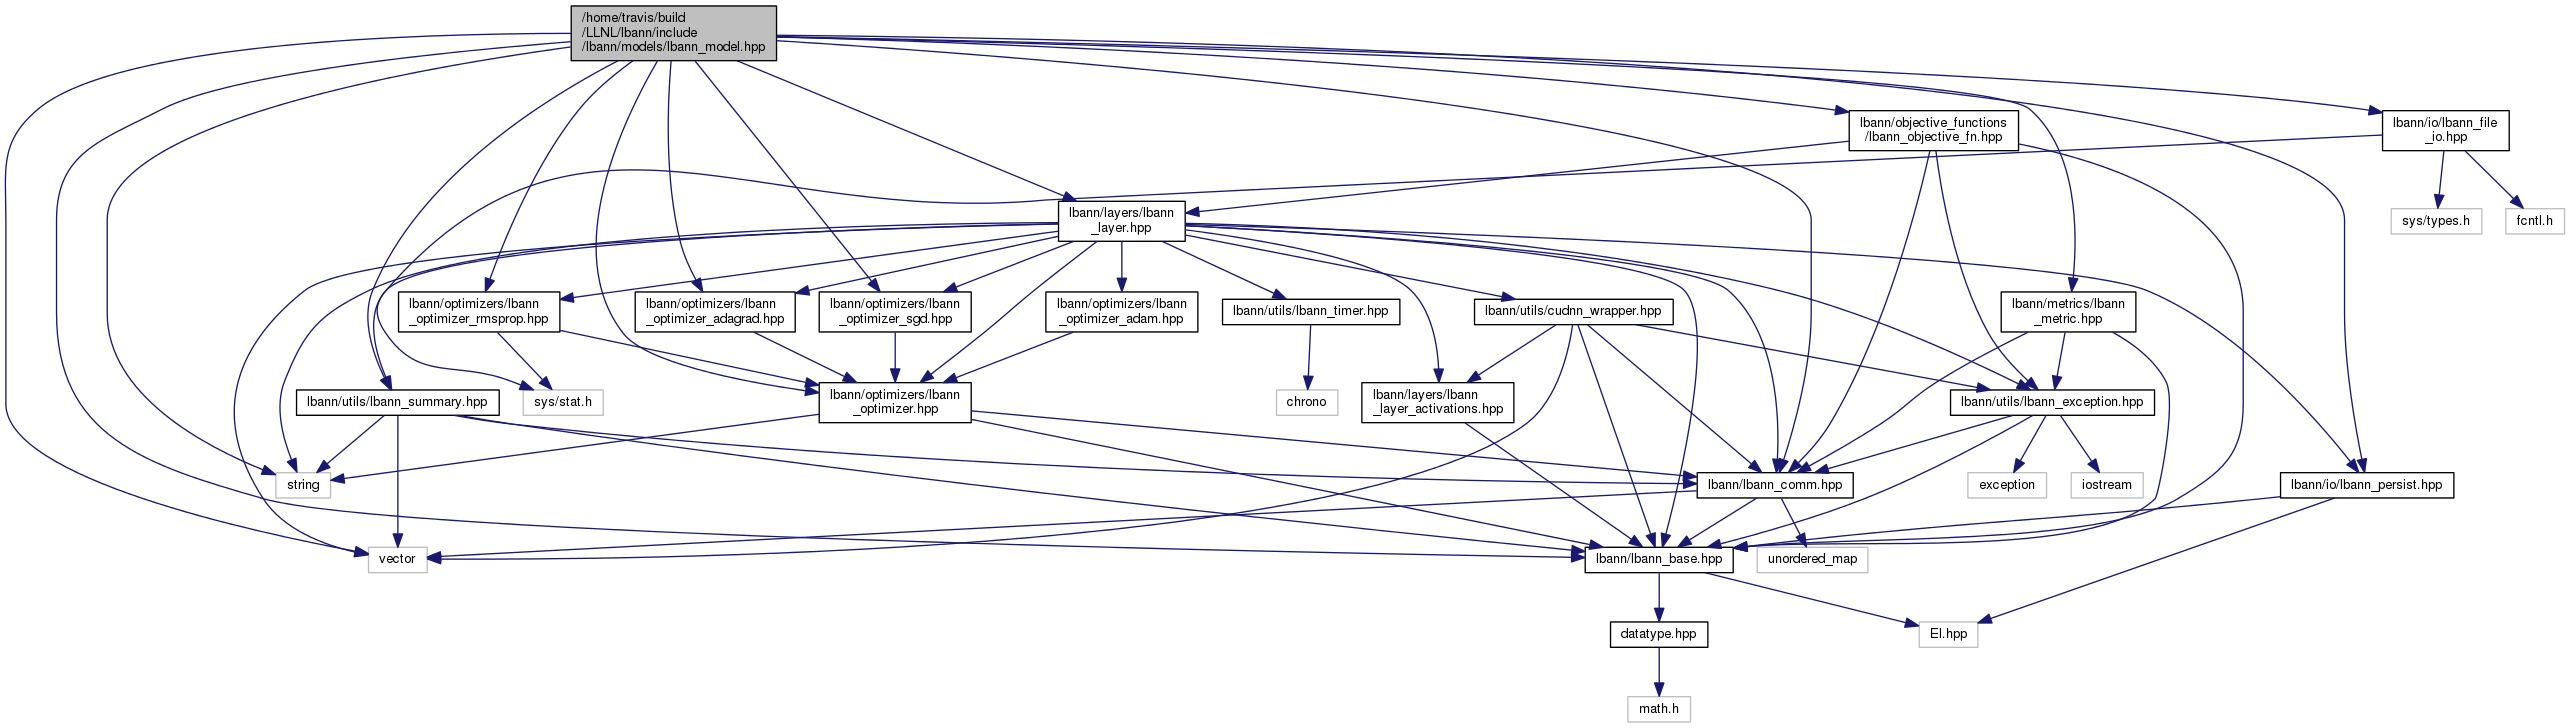 /home/travis/build
/LLNL/lbann/include
/lbann/models/lbann_model.hpp
lbann/objective_functions
/lbann_objective_fn.hpp
lbann/io/lbann_file
_io.hpp
lbann/layers/lbann
_layer.hpp
sys/types.h
fcntl.h
lbann/optimizers/lbann
_optimizer_rmsprop.hpp
lbann/optimizers/lbann
_optimizer_adagrad.hpp
lbann/optimizers/lbann
_optimizer_sgd.hpp
lbann/optimizers/lbann
_optimizer_adam.hpp
lbann/utils/lbann_timer.hpp
lbann/utils/cudnn_wrapper.hpp
lbann/metrics/lbann
_metric.hpp
lbann/utils/lbann_summary.hpp
sys/stat.h
lbann/optimizers/lbann
_optimizer.hpp
chrono
lbann/layers/lbann
_layer_activations.hpp
lbann/utils/lbann_exception.hpp
string
lbann/lbann_comm.hpp
exception
iostream
lbann/io/lbann_persist.hpp
vector
lbann/lbann_base.hpp
unordered_map
datatype.hpp
El.hpp
math.h